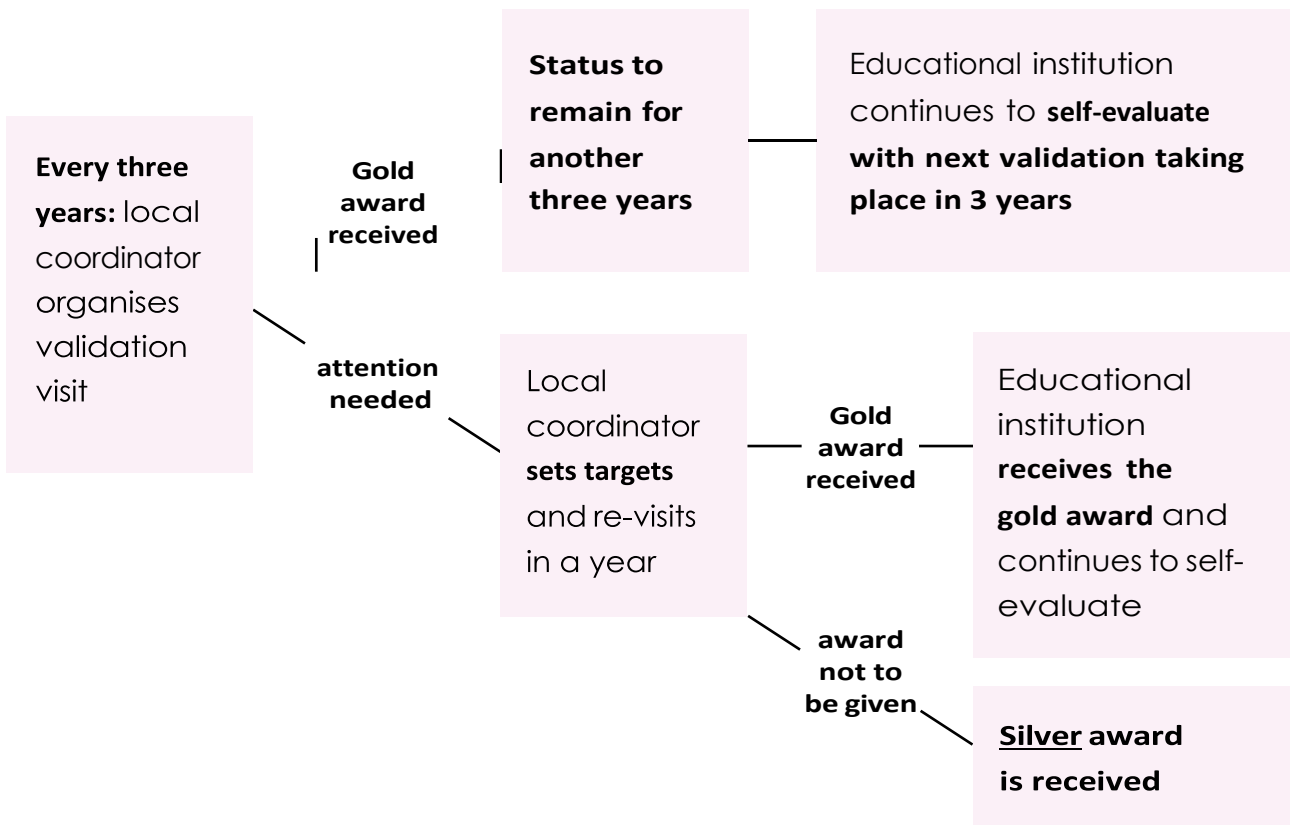 Every three
years: local
coordinator
organises
validation
visit
Gold
award
received
Status to
remain for
another
three years
Educational institution
continues to self-evaluate
with next validation taking
place in 3 years
attention
needed
Local
coordinator
sets targets
and re-visits
in a year
Gold
award
received
Educational
institution
receives the
gold award and
continues to self-
evaluate
award
not to
be given
Silver award
is received